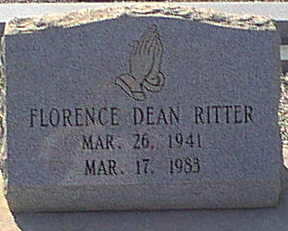 FLORENCE DEAN RITTER
MAR. 26, 1941
MAR. 17, 1983